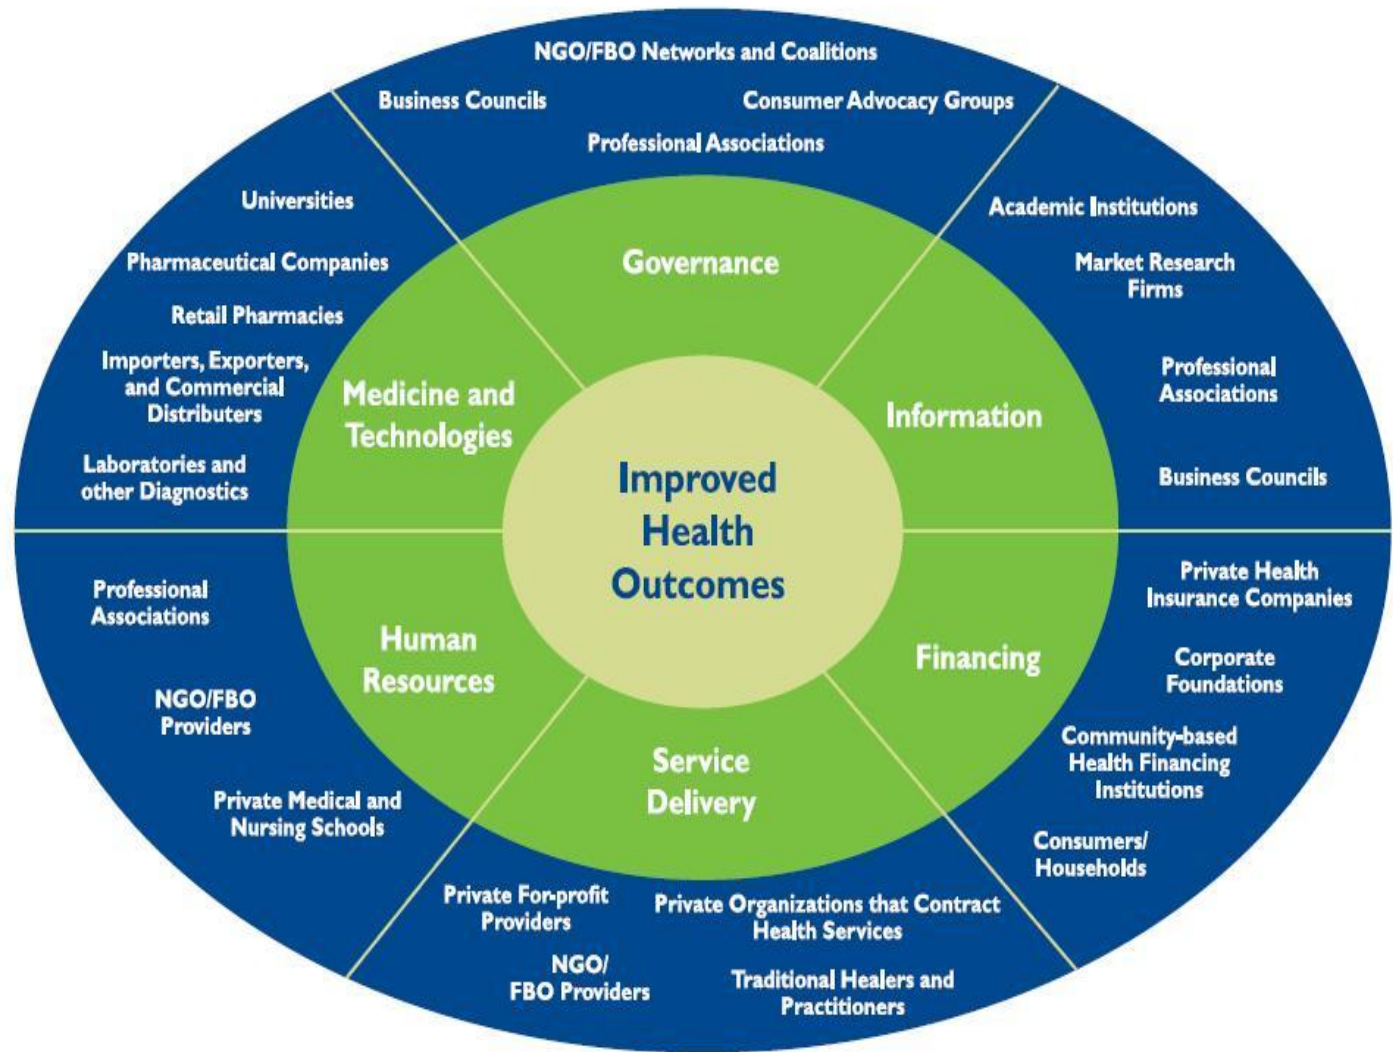 NGO/FBO Networks and Coalitions
Business Councils
Consumer Advocacy Groups
Professional Associations
Universities
Pharmaceutical Companies
Retail Pharmacies
Importers, Exporters,
and Commercial
Distributers
Laboratories and
other Diagnostics
Governance
Academic Institutions
Market Research
Firms
Professional
Associations
Business Councils
Medicine and
Technologies
Information
Improved
Health
Outcomes
Professional
Associations
NGO/FBO
Providers
Private Medical and
Nursing Schools
Human
Resources
Financing
Private Health
Insurance Companies
Corporate
Foundations
Community-based
Health Financing
Institutions
Consumers/
Households
Service
Delivery
Private For-profit
Providers
Private Organizations that Contract
Health Services
NGO/
FBO Providers
Traditional Healers and
Practitioners